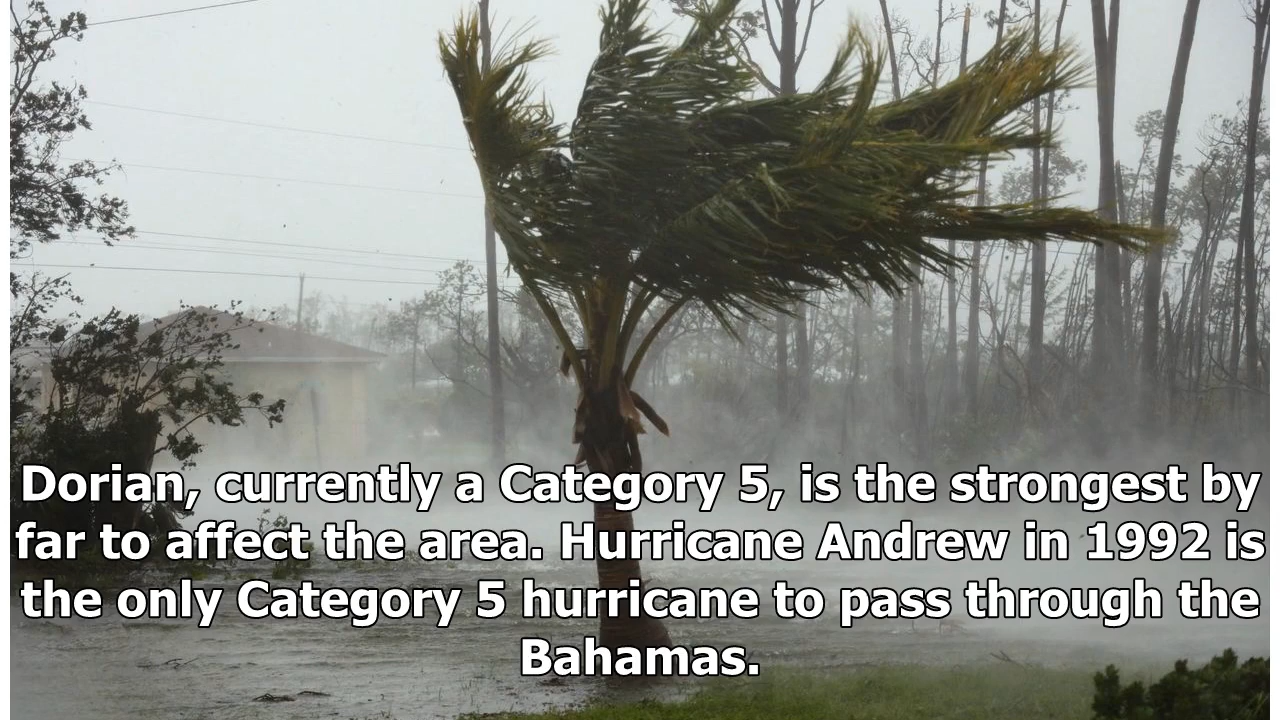 Dorian, currently a Category 5, is the strongest by
far to affect the area. Hurricane Andrew in 1992 is
the only Category 5 hurricane to pass through the
Bahamas.